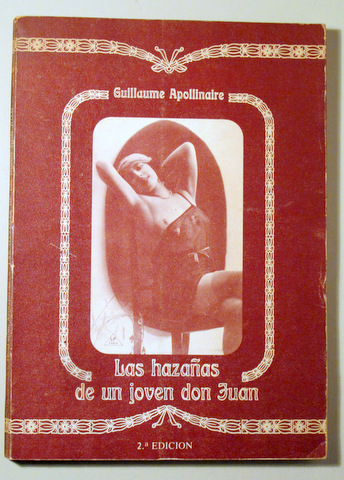 Guillaume Apollinaire
Las hazañas
de un joven don Juan
2.ª EDICION